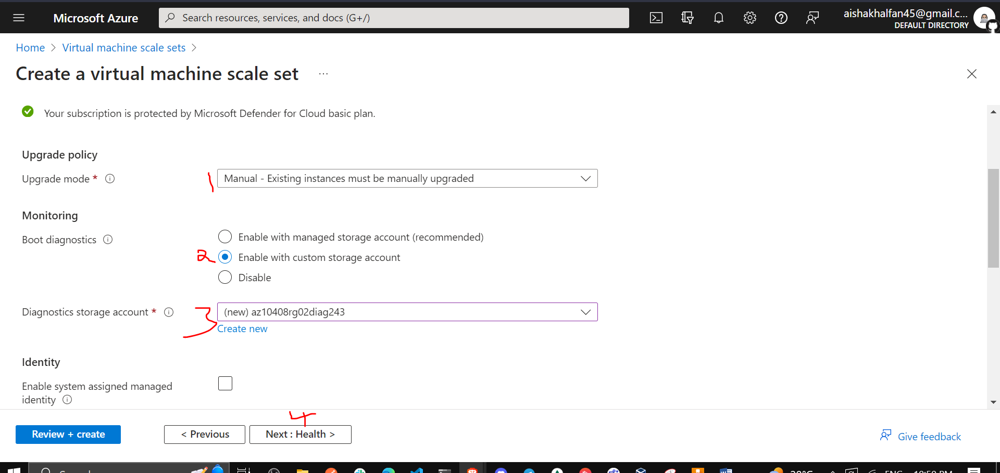 Microsoft Azure
Search resources, services, and docs (G+/)
aishakhalfan45@gmail.c...
DEFAULT DIRECTORY
Home > Virtual machine scale sets >
Create a virtual machine scale set ...
Your subscription is protected by Microsoft Defender for Cloud basic plan.
Upgrade policy
Upgrade mode *
1
Manual - Existing instances must be manually upgraded
Monitoring
Boot diagnostics
Enable with managed storage account (recommended)
2
Enable with custom storage account
Disable
Diagnostics storage account *
3
(new) az10408rg02diag243
Create new
Identity
Enable system assigned managed
identity
4
Review + create
< Previous
Next : Health >
Give feedback